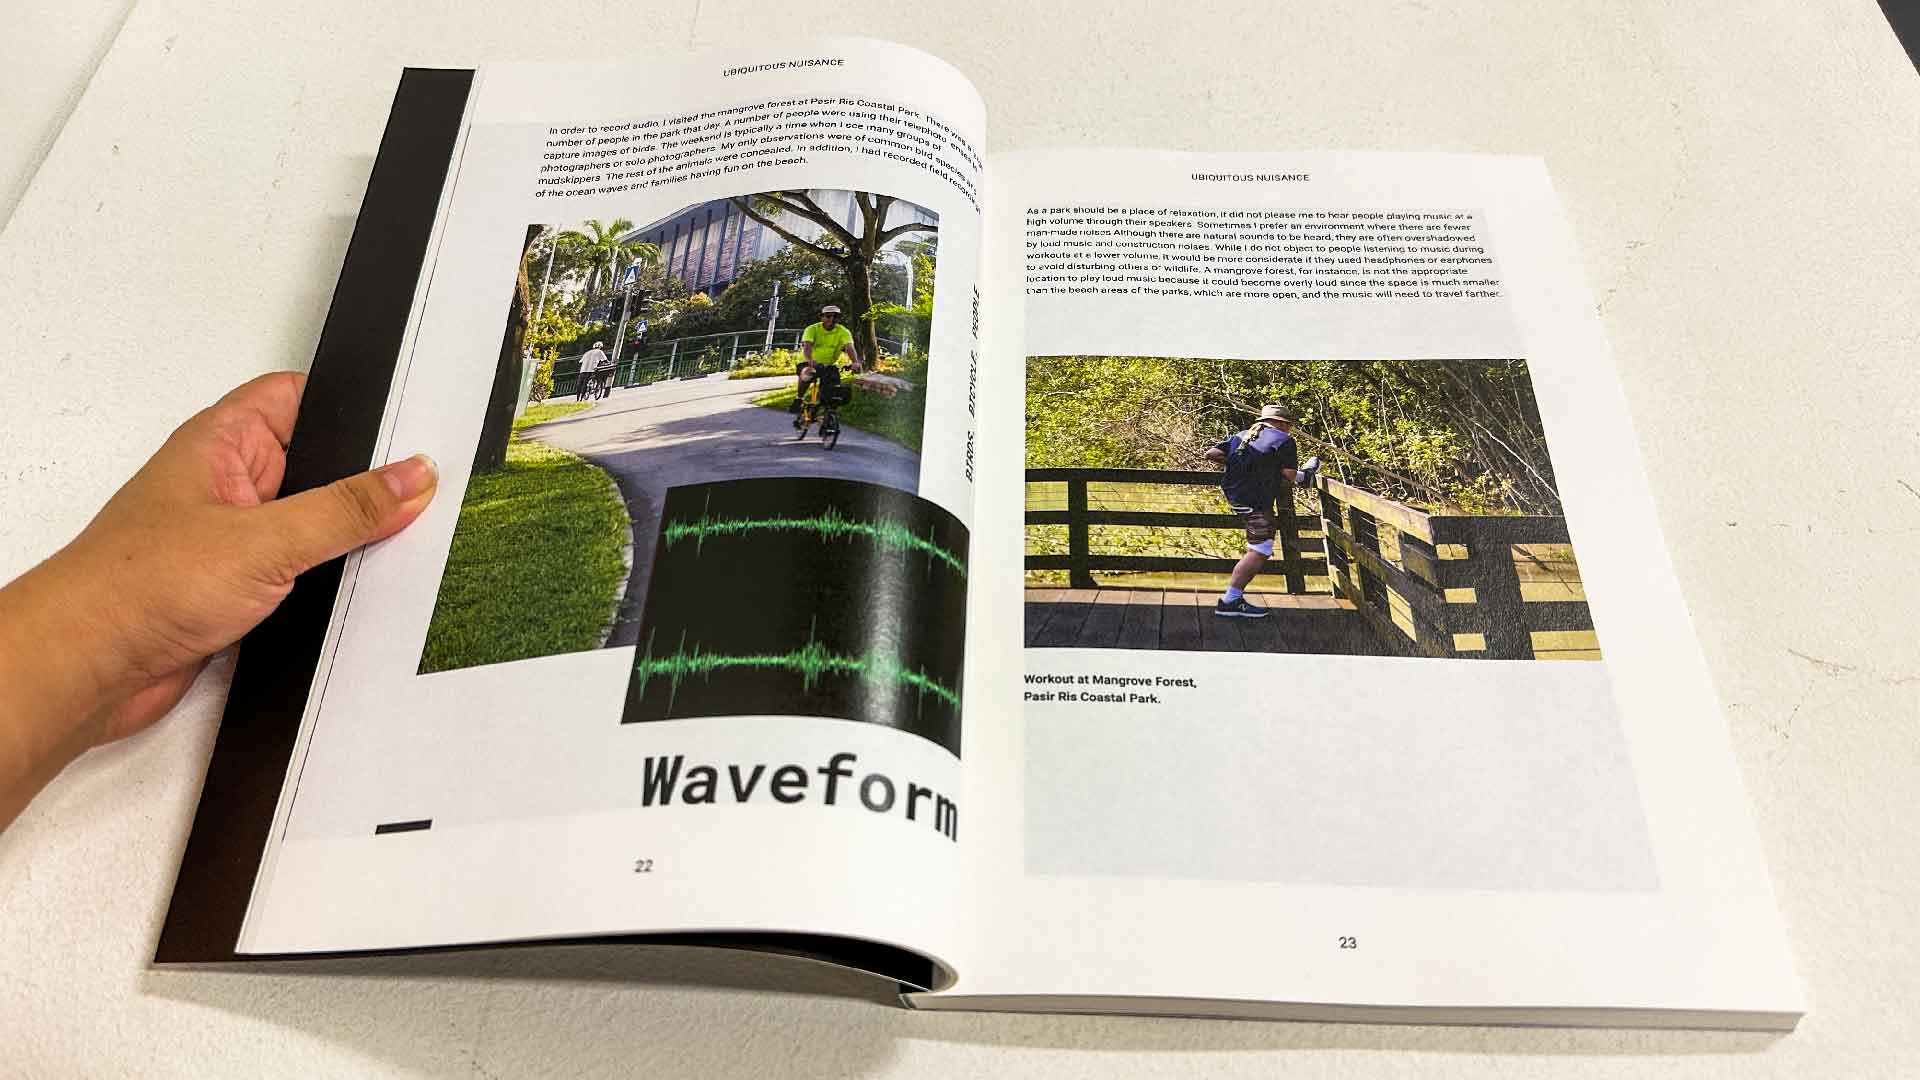 UBIQUITOUS NUISANCE
In order to record audio, I visited the mangrove forest at Pasir Ris Coastal Park. There was a
number of people in the park that day. A number of people were using their telephoto lenses to
capture images of birds. The weekend is typically a time when I see many groups of
photographers or solo photographers. My only observations were of common bird species and
mudskippers. The rest of the animals were concealed. In addition, I had recorded field recordings
of the ocean waves and families having fun on the beach.
BIRDS, BICYCLE, PEOPLE
Waveform
22
UBIQUITOUS NUISANCE
As a park should be a place of relaxation, it did not please me to hear people playing music at a
high volume through their speakers. Sometimes I prefer an environment where there are fewer
man-made noises. Although there are natural sounds to be heard, they are often overshadowed
by loud music and construction noises. While I do not object to people listening to music during
workouts at a lower volume, it would be more considerate if they used headphones or earphones
to avoid disturbing others or wildlife. A mangrove forest, for instance, is not the appropriate
location to play loud music because it could become overly loud since the space is much smaller
than the beach areas of the parks, which are more open, and the music will need to travel farther.
Workout at Mangrove Forest,
Pasir Ris Coastal Park.
23